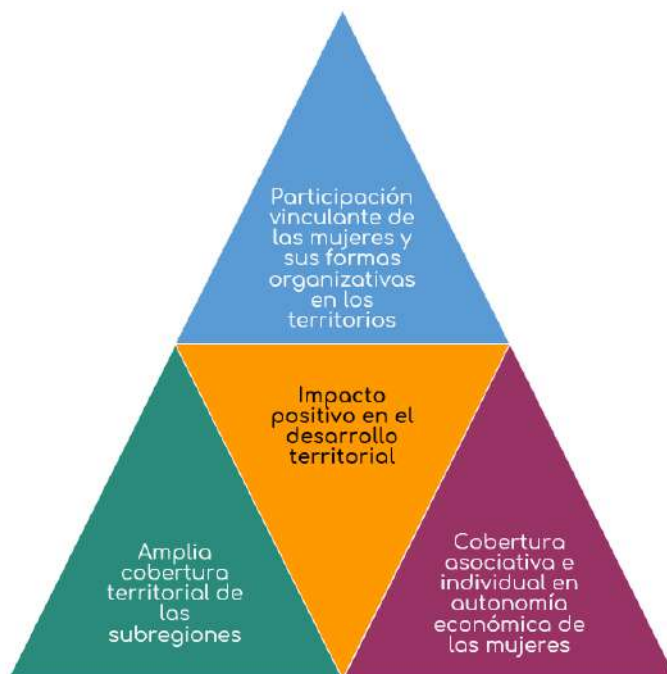 Participación
vinculante de
las mujeres y
sus formas
organizativas
en los
territorios
Impacto
positivo en el
desarrollo
territorial
Amplia
cobertura
territorial de
las
subregiones
Cobertura
asociativa e
individual en
autonomía
económica de
las mujeres